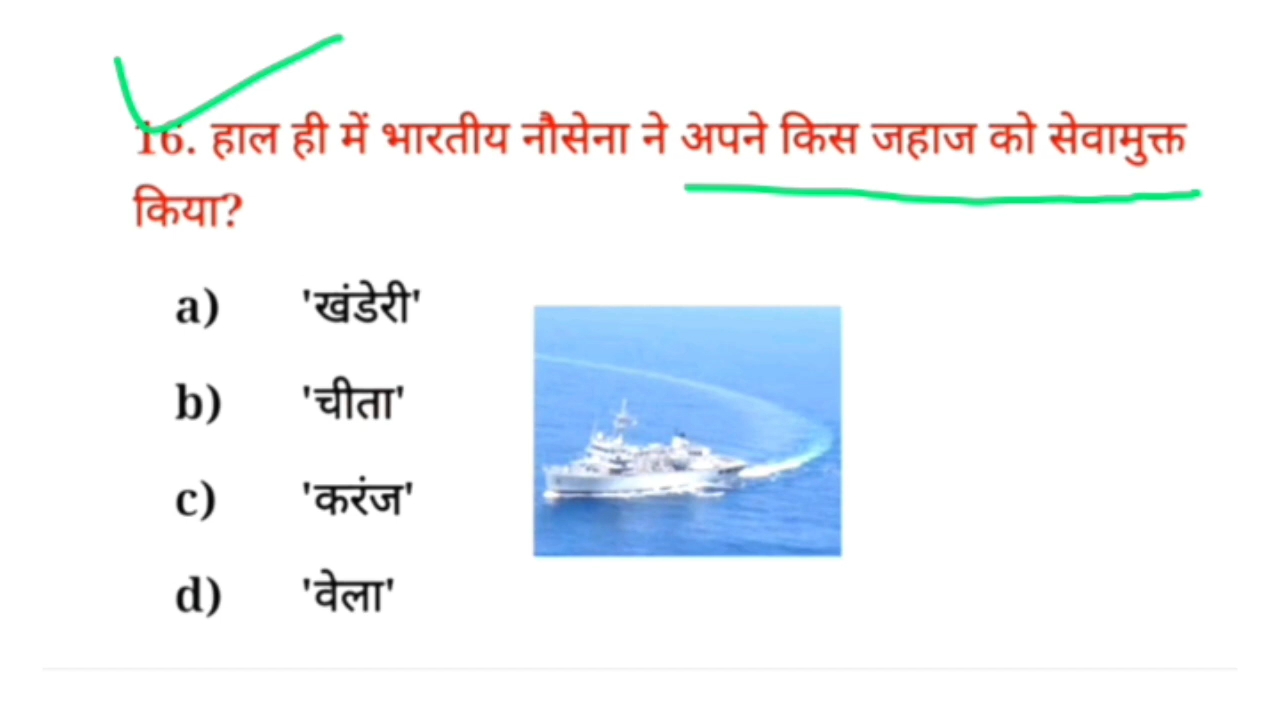 16. हाल ही में भारतीय नौसेना ने अपने किस जहाज को सेवामुक्त
किया?
a) 'खंडेरी'
b) 'चीता'
c) 'करंज'
d) 'वेला'